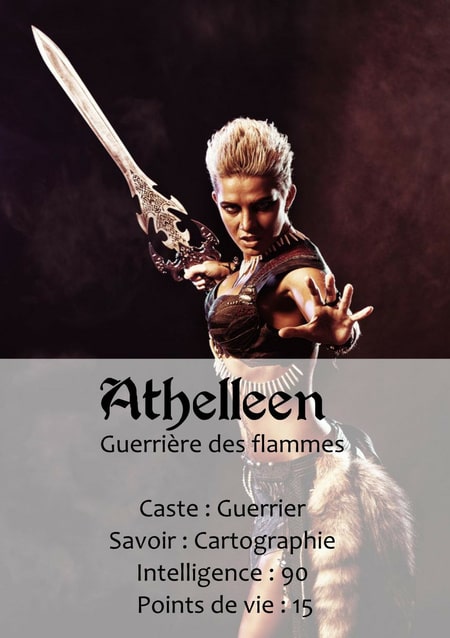 Athelleen
Guerrière des flammes
Caste : Guerrier
Savoir : Cartographie
Intelligence : 90
Points de vie : 15